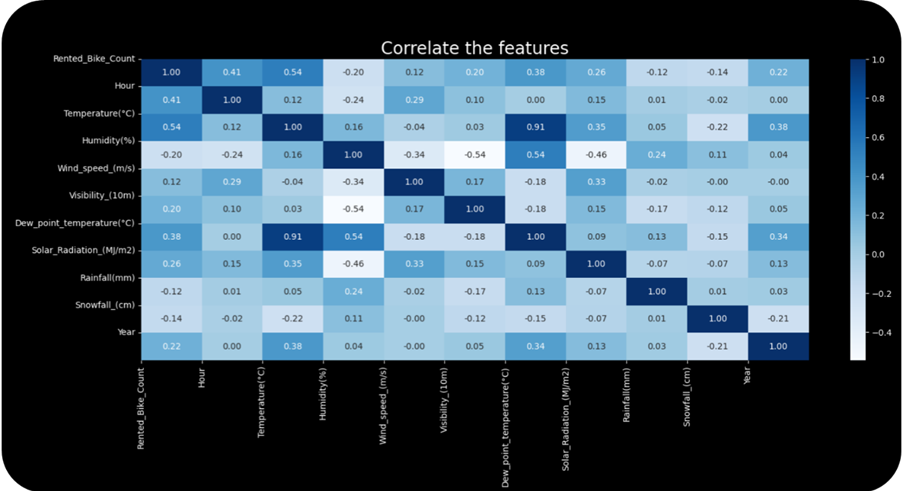 Correlate the features
Rented_Bike_Count 1.00 0.41 0.54 -0.20 0.12 0.20 0.38 0.26 -0.12 -0.14 0.22 1.0
Hour 0.41 1.00 0.12 -0.24 0.29 0.10 0.00 0.15 0.01 -0.02 0.00 0.8
Temperature(°C) 0.54 0.12 1.00 0.16 -0.04 0.03 0.91 0.35 0.05 -0.22 0.38 0.6
Humidity(%) -0.20 -0.24 0.16 1.00 -0.34 -0.54 0.54 -0.46 0.24 0.11 0.04 0.4
Wind_speed_(m/s) 0.12 0.29 -0.04 -0.34 1.00 0.17 -0.18 0.33 -0.02 -0.00 -0.00
Visibility_(10m) 0.20 0.10 0.03 -0.54 0.17 1.00 -0.18 0.15 -0.17 -0.12 0.05 0.2
Dew_point_temperature(°C) 0.38 0.00 0.91 0.54 -0.18 -0.18 1.00 0.09 0.13 -0.15 0.34 0.0
Solar_Radiation_(MJ/m2) 0.26 0.15 0.35 -0.46 0.33 0.15 0.09 1.00 -0.07 -0.07 0.13
Rainfall(mm) -0.12 0.01 0.05 0.24 -0.02 -0.17 0.13 -0.07 1.00 0.01 0.03 −0.2
Snowfall_(cm) -0.14 -0.02 -0.22 0.11 -0.00 -0.12 -0.15 -0.07 0.01 1.00 -0.21
Year 0.22 0.00 0.38 0.04 -0.00 0.05 0.34 0.13 0.03 -0.21 1.00 −0.4
Rented_Bike_Count
Hour
Temperature(°C)
Humidity(%)
Wind_speed_(m/s)
Visibility_(10m)
Dew_point_temperature(°C)
Solar_Radiation_(MJ/m2)
Rainfall(mm)
Snowfall_(cm)
Year